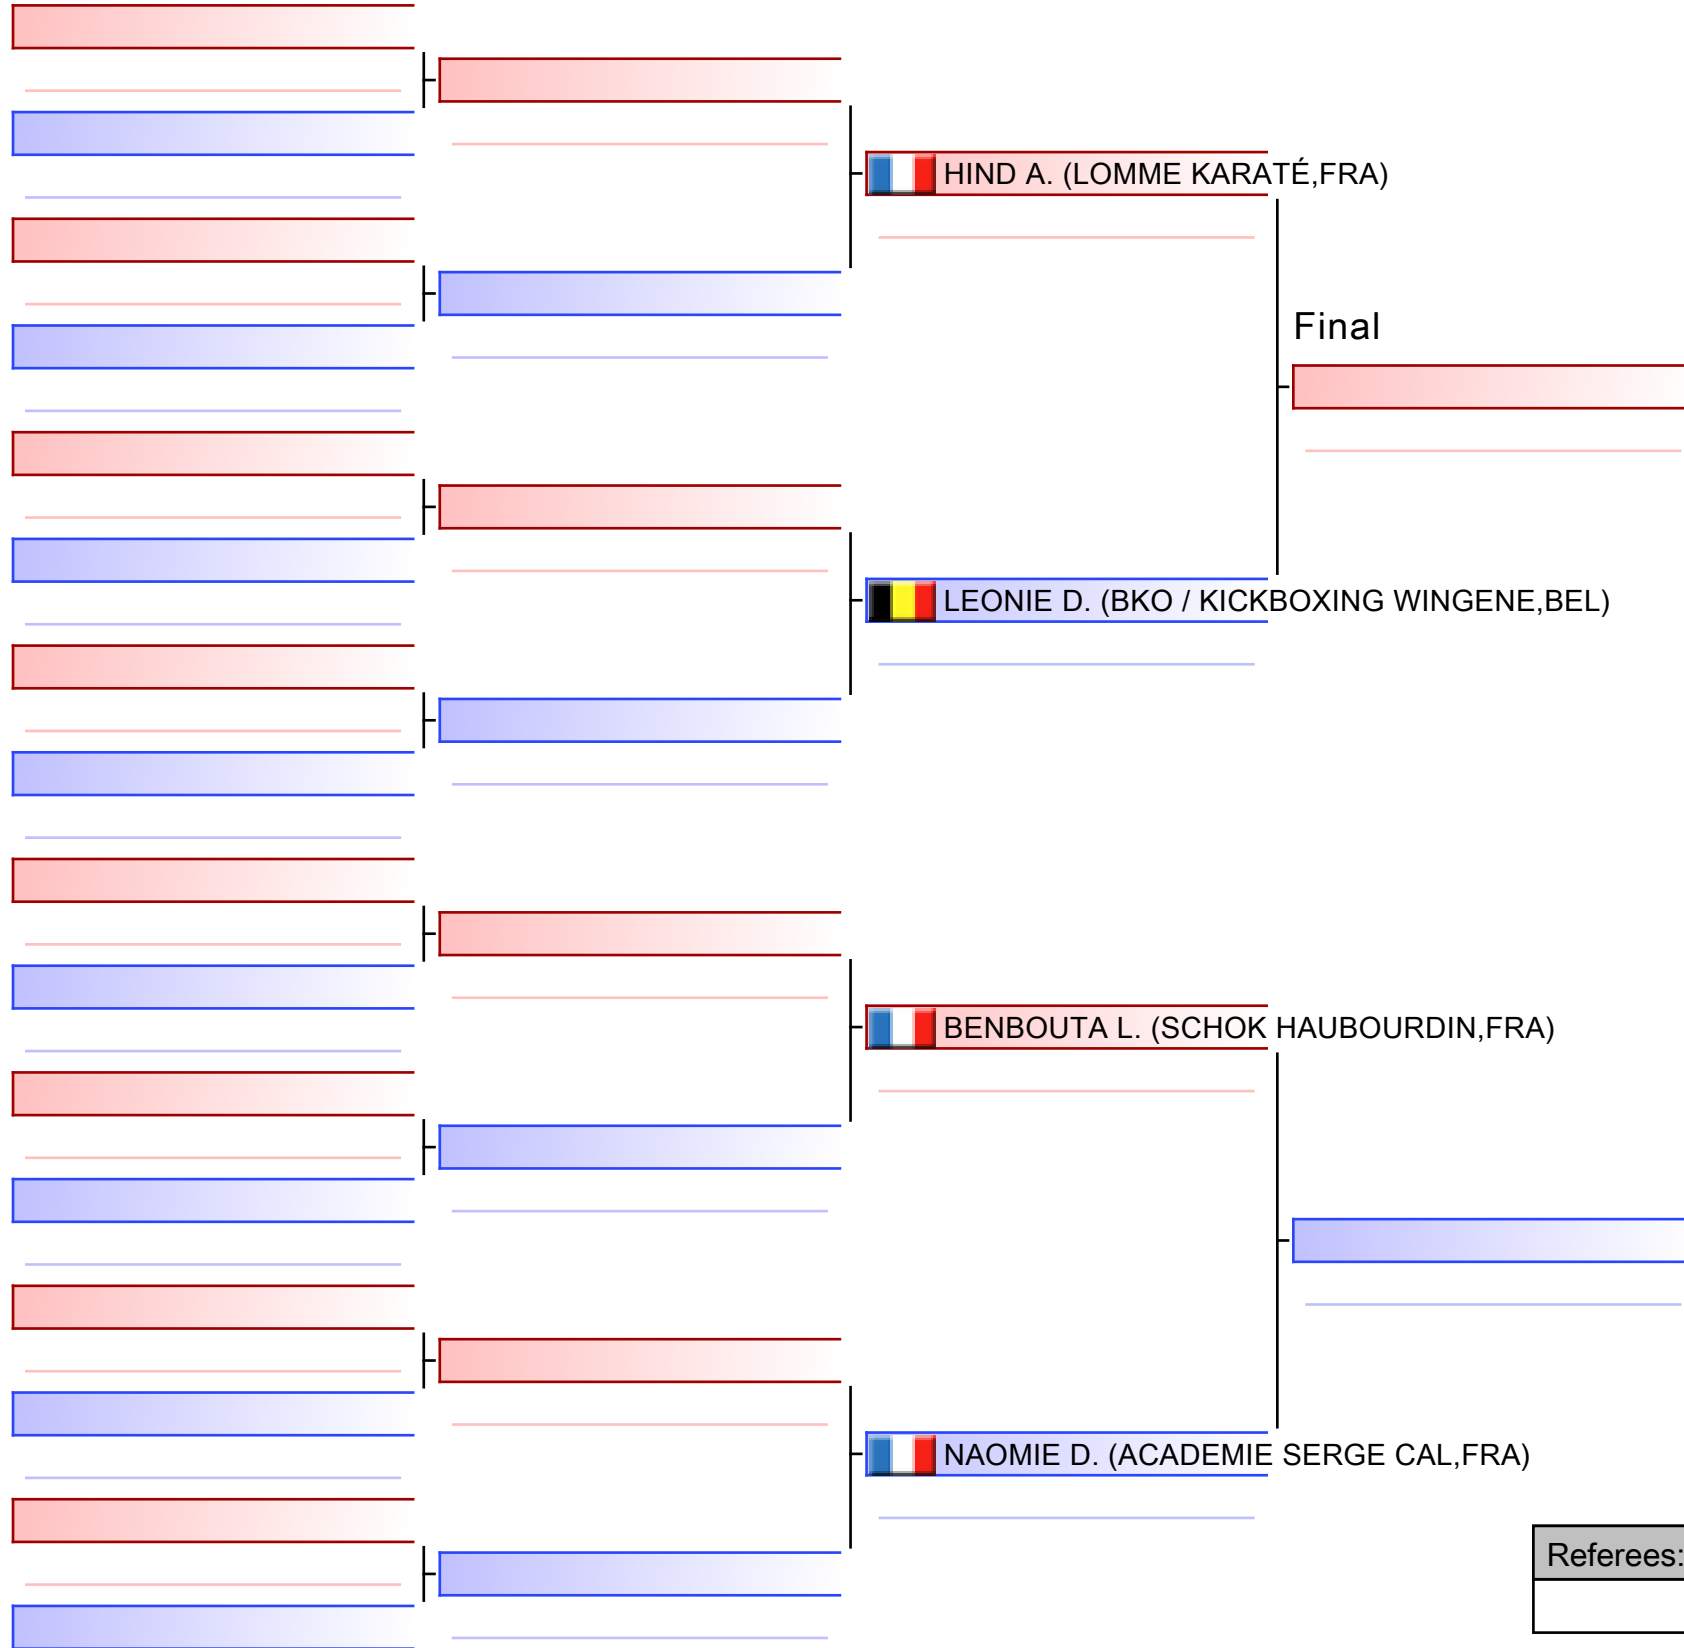 HIND A. (LOMME KARATÉ,FRA)
Final
LEONIE D. (BKO / KICKBOXING WINGENE,BEL)
BENBOUTA L. (SCHOK HAUBOURDIN,FRA)
NAOMIE D. (ACADEMIE SERGE CAL,FRA)
Referees: